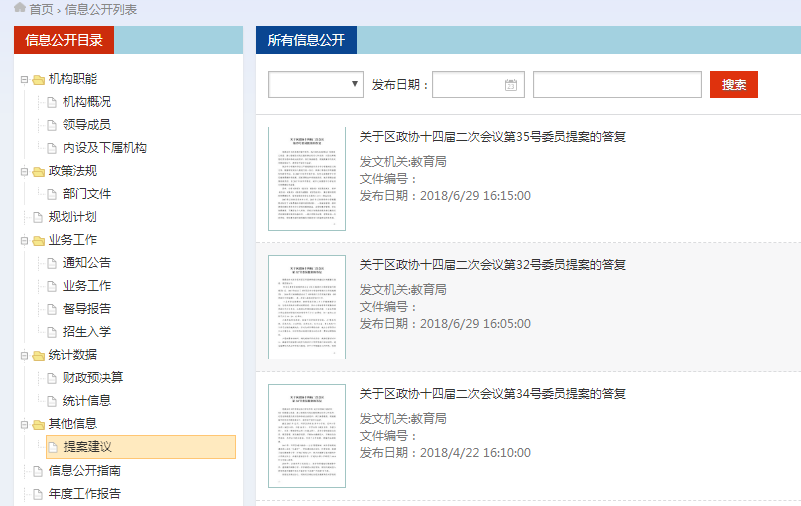 首页 › 信息公开列表
信息公开目录
机构职能
机构概况
领导成员
内设及下属机构
政策法规
部门文件
规划计划
业务工作
通知公告
业务工作
督导报告
招生入学
统计数据
财政预决算
统计信息
其他信息
提案建议
信息公开指南
年度工作报告
所有信息公开
发布日期：
搜索
关于区政协十四届二次会议第35号委员提案的答复
发文机关:教育局
文件编号：
发布日期：2018/6/29 16:15:00
关于区政协十四届二次会议第32号委员提案的答复
发文机关:教育局
文件编号：
发布日期：2018/6/29 16:05:00
关于区政协十四届二次会议第34号委员提案的答复
发文机关:教育局
文件编号：
发布日期：2018/4/22 16:10:00